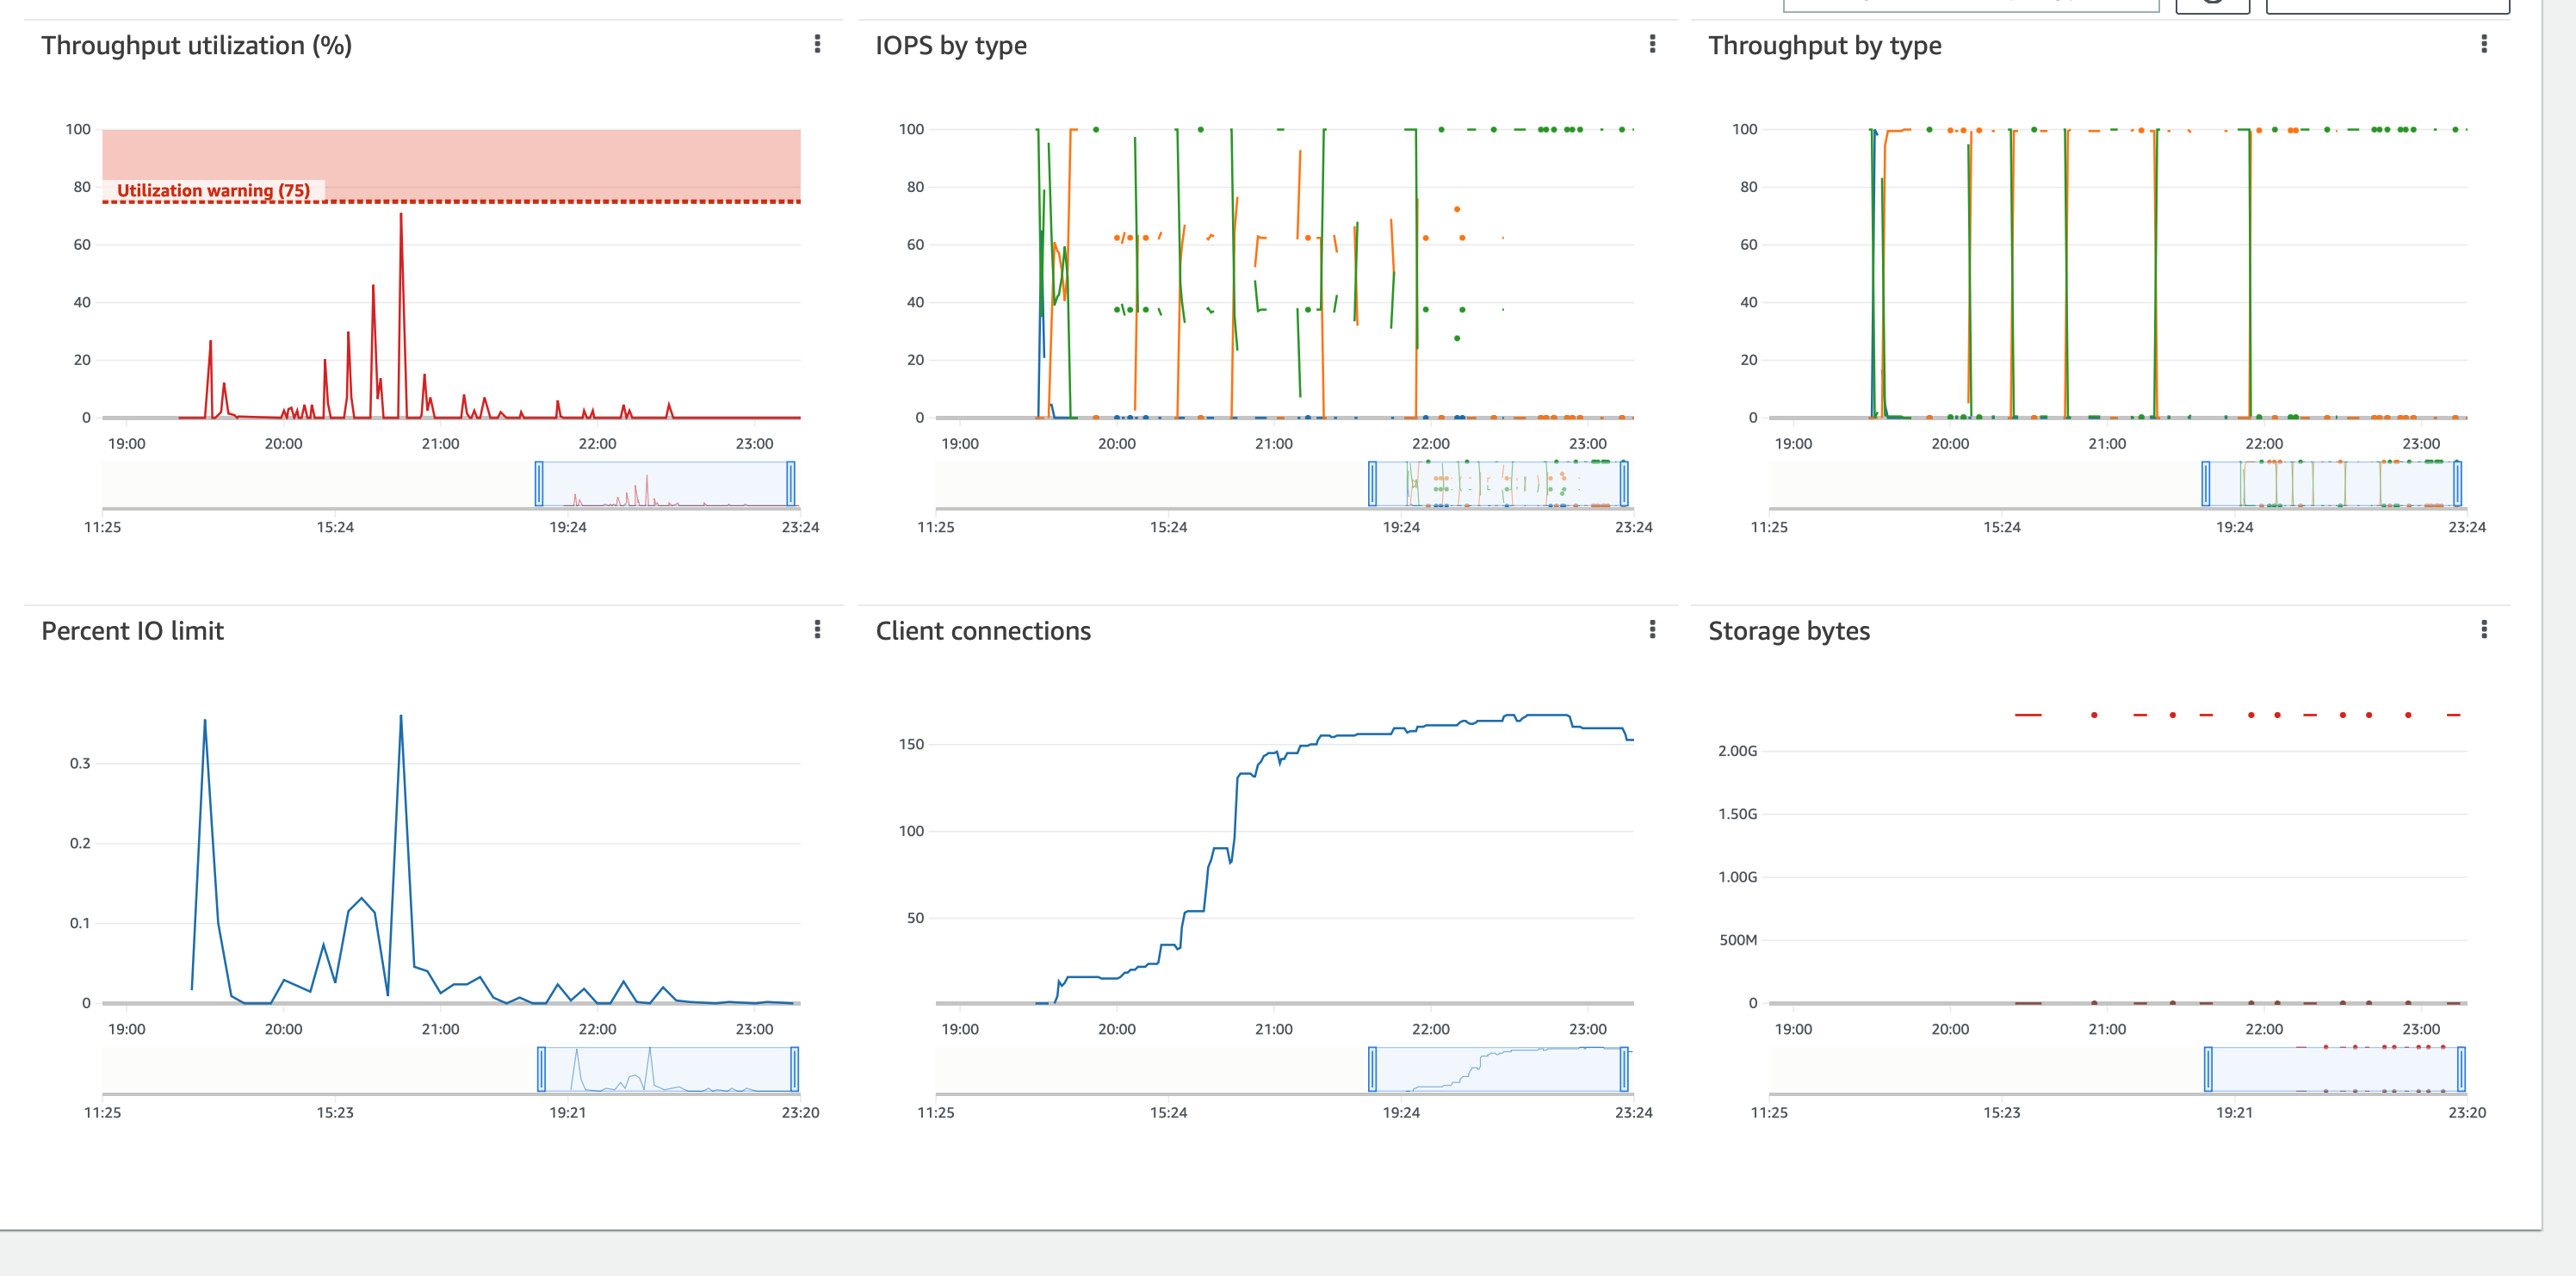 Throughput utilization (%)
100
80
60
40
20
0
Utilization warning (75)
19:00 20:00 21:00 22:00 23:00
11:25 15:24 19:24 23:24
IOPS by type
100
80
60
40
20
0
19:00 20:00 21:00 22:00 23:00
11:25 15:24 19:24 23:24
Throughput by type
100
80
60
40
20
0
19:00 20:00 21:00 22:00 23:00
11:25 15:24 19:24 23:24
Percent IO limit
0.3
0.2
0.1
0
19:00 20:00 21:00 22:00 23:00
11:25 15:23 19:21 23:20
Client connections
150
100
50
19:00 20:00 21:00 22:00 23:00
11:25 15:24 19:24 23:24
Storage bytes
2.00G
1.50G
1.00G
500M
0
19:00 20:00 21:00 22:00 23:00
11:25 15:23 19:21 23:20